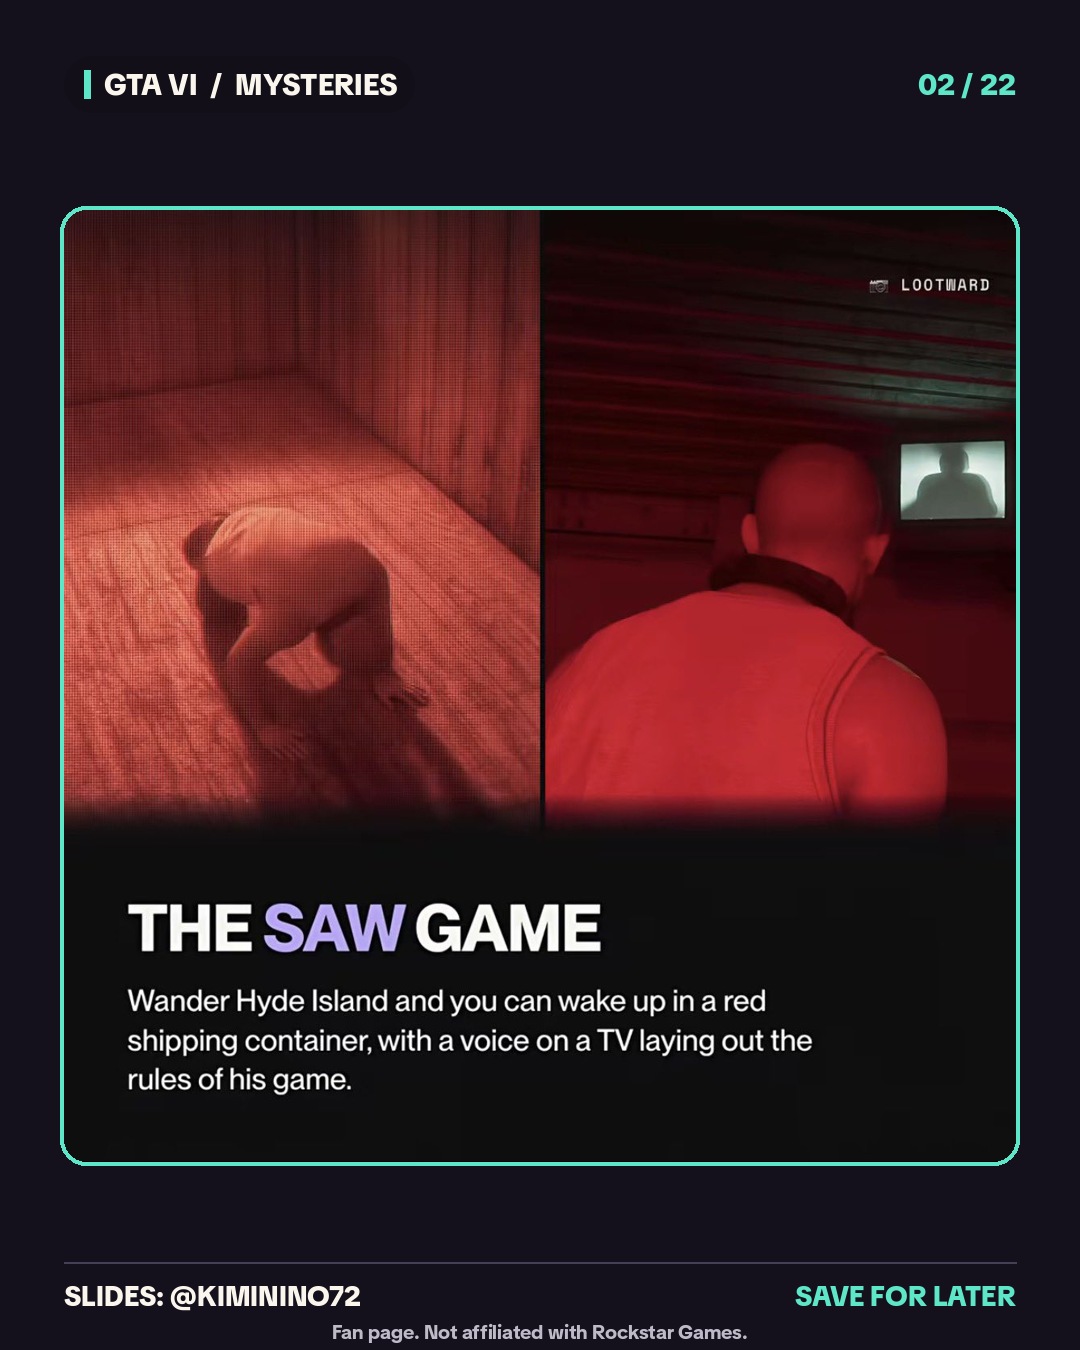 GTA VI / MYSTERIES
02 / 22
LOOTWARD
THE SAW GAME
Wander Hyde Island and you can wake up in a red
shipping container, with a voice on a TV laying out the
rules of his game.
SLIDES: @KIMININO72
SAVE FOR LATER
Fan page. Not affiliated with Rockstar Games.